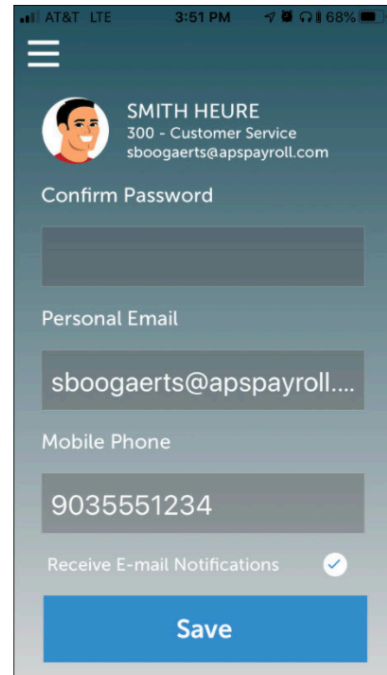 AT&T LTE 3:51 PM 68%
SMITH HEURE
300 - Customer Service
sboogaerts@apspayroll.com
Confirm Password
Personal Email
sboogaerts@apspayroll....
Mobile Phone
9035551234
Receive E-mail Notifications
Save